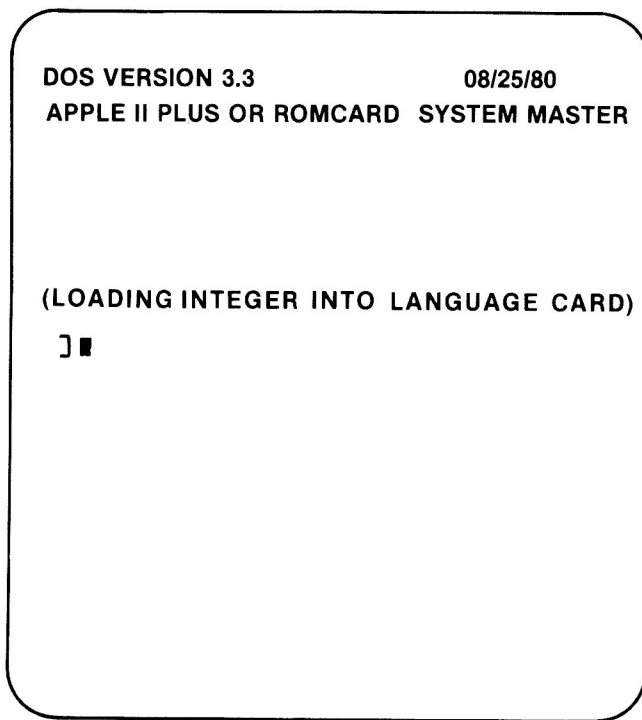 DOS VERSION 3.3 08/25/80
APPLE II PLUS OR ROMCARD SYSTEM MASTER
(LOADING INTEGER INTO LANGUAGE CARD)
]